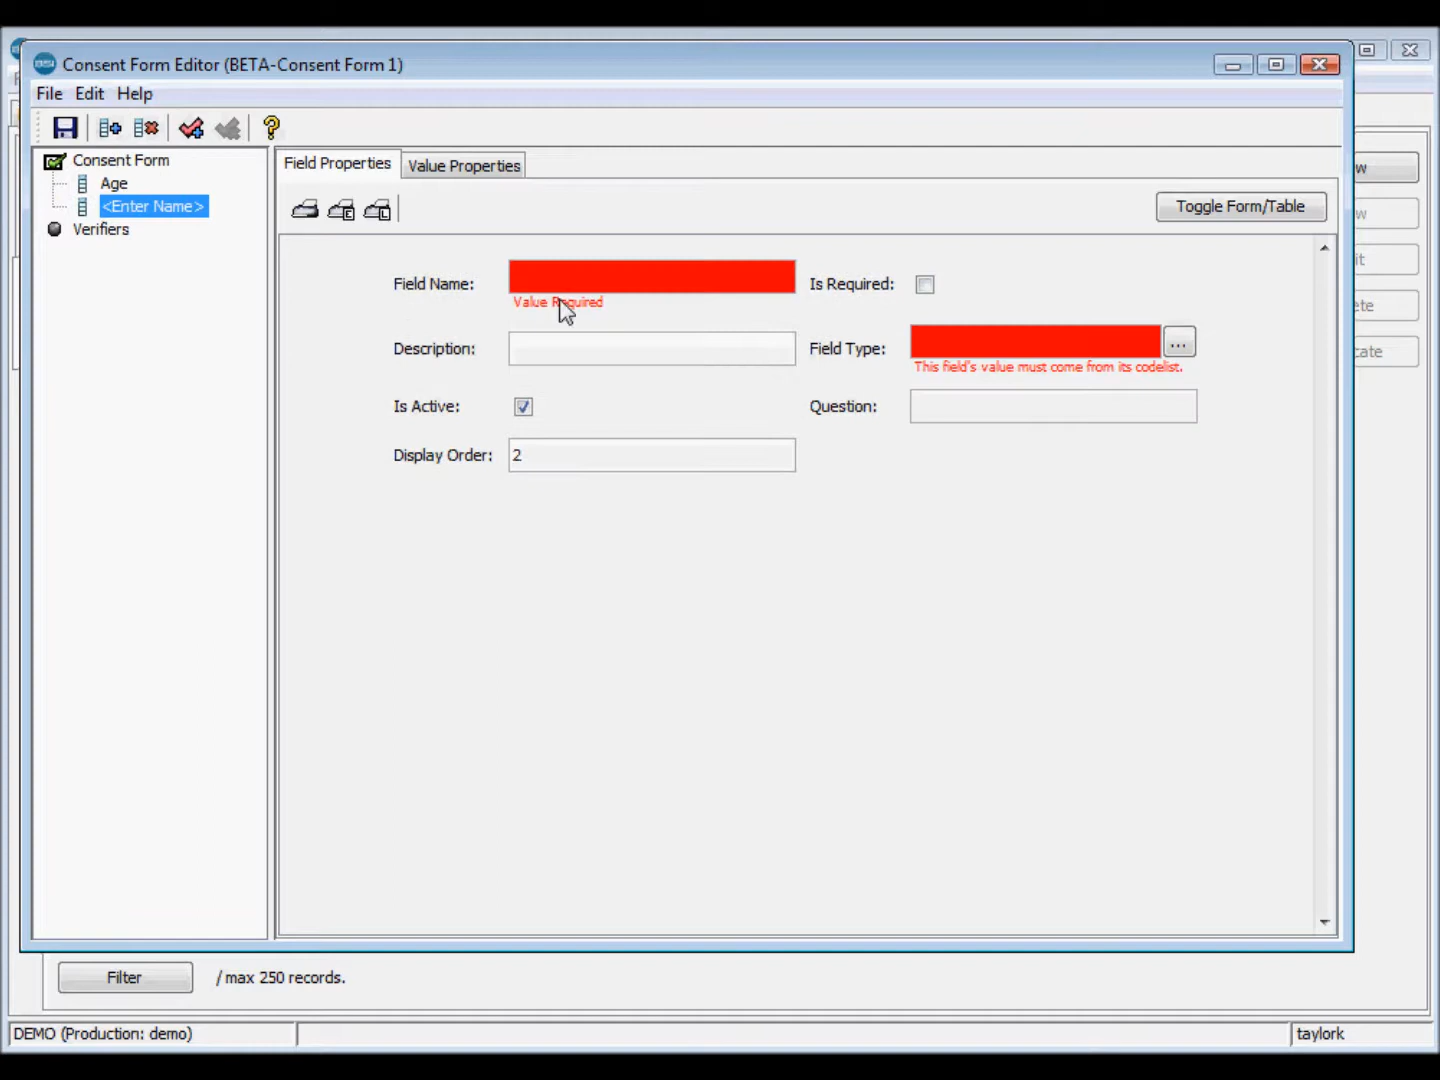 Consent Form Editor (BETA-Consent Form 1)
File Edit Help
Consent Form
Age
<Enter Name>
Verifiers
Field Properties Value Properties
Toggle Form/Table
Field Name:
Value Required
Is Required:
Description:
Field Type:
...
This field's value must come from its codelist.
Is Active:
Question:
Display Order: 2
Filter / max 250 records.
DEMO (Production: demo)
taylork